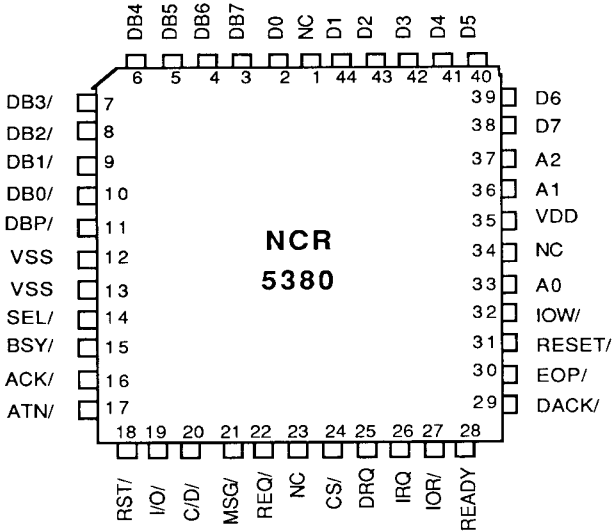 DB4 DB5 DB6 DB7 D0 NC D1 D2 D3 D4 D5
6 5 4 3 2 1 44 43 42 41 40
DB3/ 7 39 D6
DB2/ 8 38 D7
DB1/ 9 37 A2
DB0/ 10 36 A1
DBP/ 11 35 VDD
VSS 12 34 NC
VSS 13 33 A0
SEL/ 14 32 IOW/
BSY/ 15 31 RESET/
ACK/ 16 30 EOP/
ATN/ 17 29 DACK/
NCR
5380
18 19 20 21 22 23 24 25 26 27 28
RST/ I/O/ C/D/ MSG/ REQ/ NC CS/ DRQ IRQ IOR/ READY